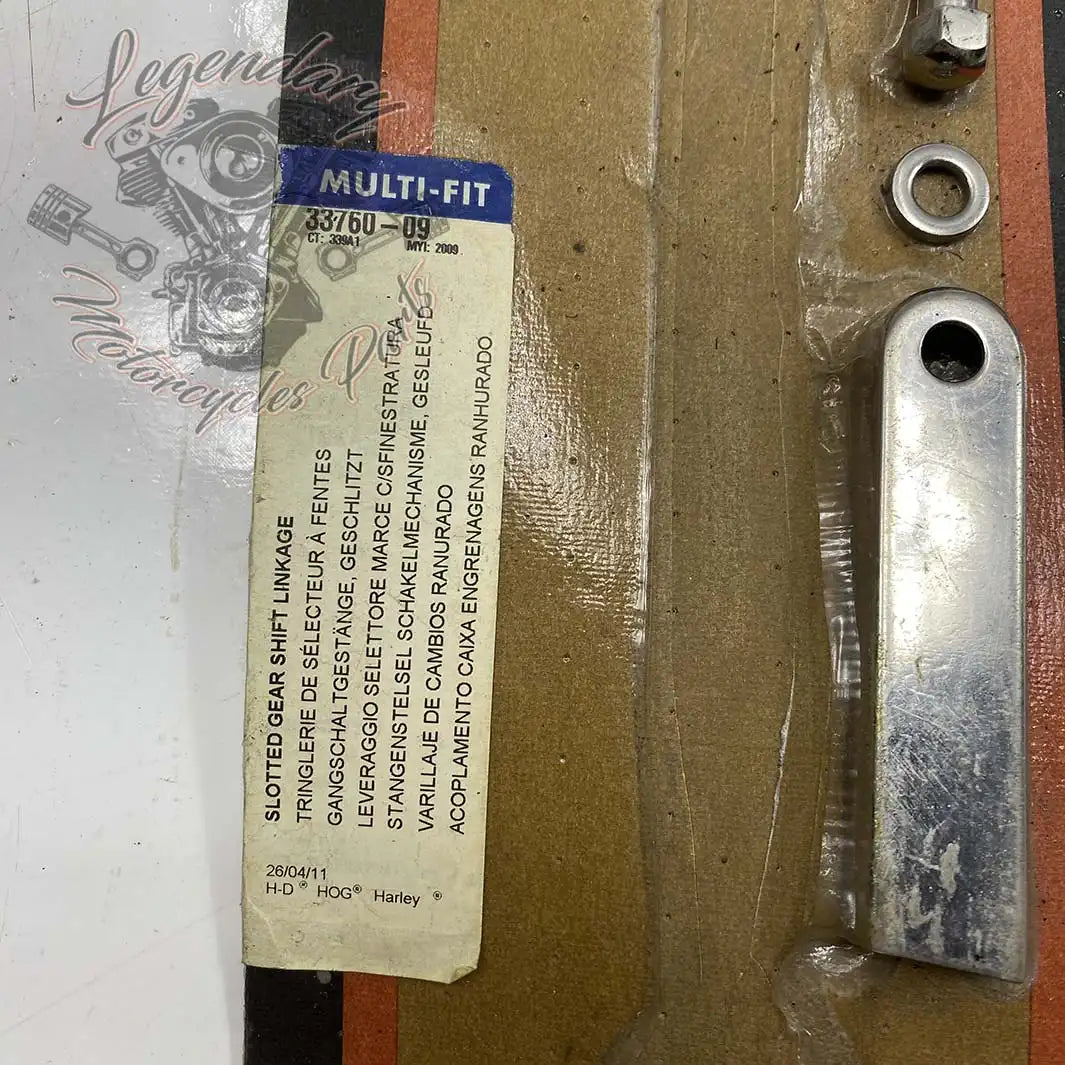 Legendary
Motorcycles Parts
MULTI-FIT
33760-09
CT: 339A1 MYI: 2009
SLOTTED GEAR SHIFT LINKAGE
TRINGLERIE DE SÉLECTEUR À FENTES
GANGSCHALTGESTÄNGE, GESCHLITZT
LEVERAGGIO SELETTORE MARCE C/SFINESTRATURA
STANGENSTELSEL SCHAKELMECHANISME, GESLEUFD
VARILLAJE DE CAMBIOS RANURADO
ACOPLAMENTO CAIXA ENGRENAGENS RANHURADO.
26/04/11
H-D® HOG® Harley ®